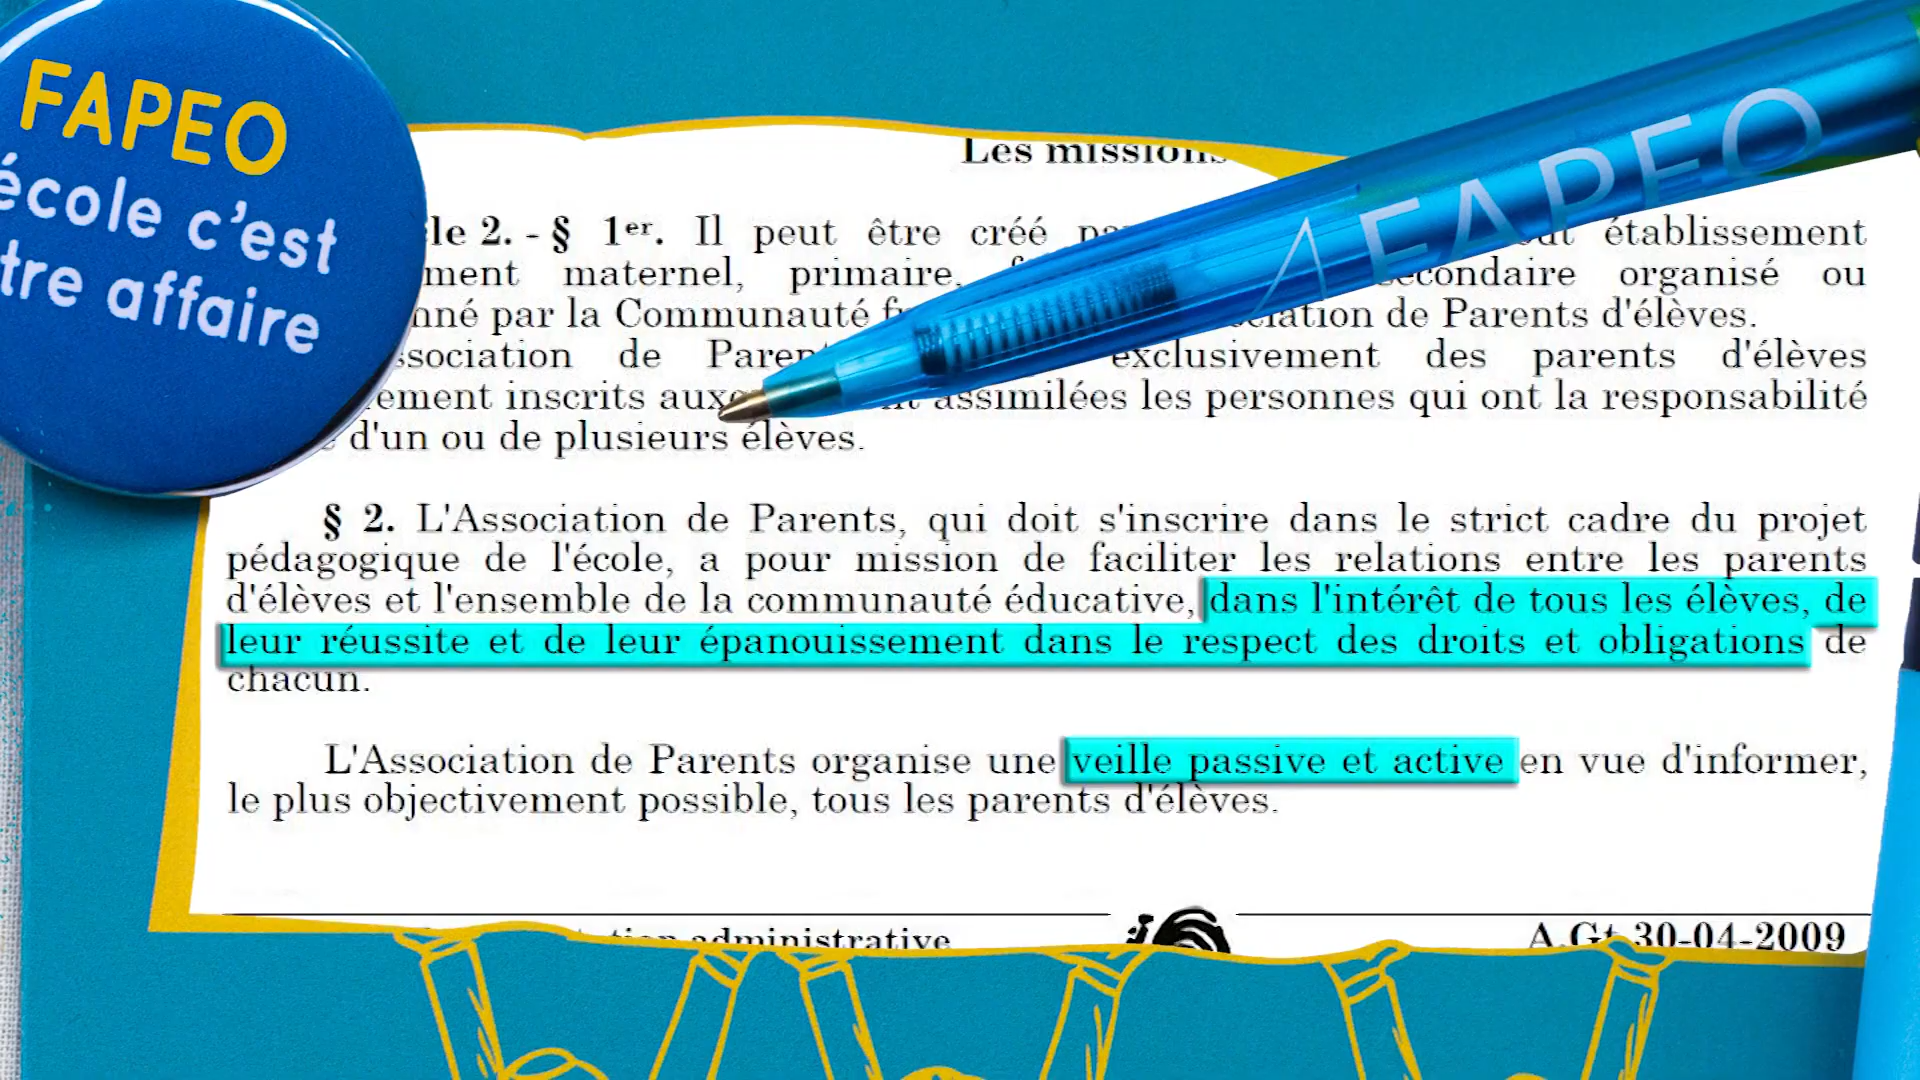 FAPEO
école c'est
tre affaire
FAPEO
Les missions
le 2. - § 1er. Il peut être créé établissement
ment maternel, primaire, secondaire organisé ou
nné par la Communauté ciation de Parents d'élèves.
ssociation de exclusivement des parents d'élèves
ement inscrits assimilées les personnes qui ont la responsabilité
d'un ou de plusieurs élèves.
§ 2. L'Association de Parents, qui doit s'inscrire dans le strict cadre du projet
pédagogique de l'école, a pour mission de faciliter les relations entre les parents
d'élèves et l'ensemble de la communauté éducative, dans l'intérêt de tous les élèves, de
leur réussite et de leur épanouissement dans le respect des droits et obligations de
chacun.
L'Association de Parents organise une veille passive et active en vue d'informer,
le plus objectivement possible, tous les parents d'élèves.
administrative
A.Gt 30-04-2009